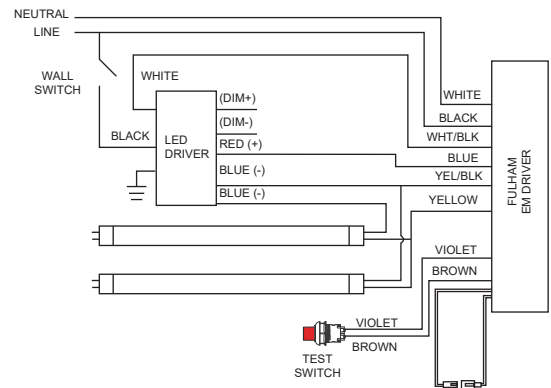 NEUTRAL
LINE
WALL
SWITCH
WHITE
BLACK
LED
DRIVER
(DIM+)
(DIM-)
RED (+)
BLUE (-)
BLUE (-)
WHITE
BLACK
WHT/BLK
BLUE
YEL/BLK
YELLOW
VIOLET
BROWN
FULHAM
EM DRIVER
VIOLET
BROWN
TEST
SWITCH